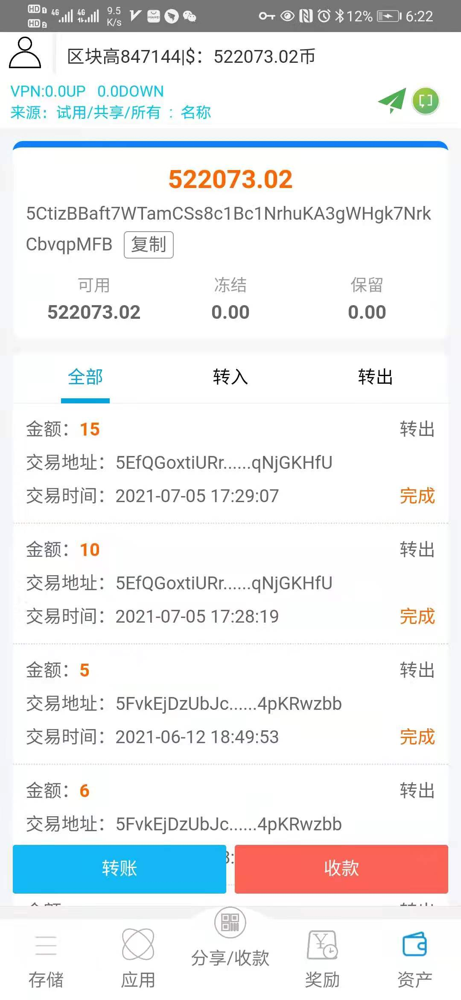 HD 1 4G 4G 9.5 K/s HUAWEI 12% 6:22
HD 2
区块高847144|$：522073.02币
VPN:0.0UP 0.0DOWN
来源：试用/共享/所有 : 名称
522073.02
5CtizBBaft7WTamCSs8c1Bc1NrhuKA3gWHgk7Nrk
CbvqpMFB 复制
可用 冻结 保留
522073.02 0.00 0.00
全部 转入 转出
金额：15 转出
交易地址：5EfQGoxtiURr......qNjGKHfU
交易时间：2021-07-05 17:29:07 完成
金额：10 转出
交易地址：5EfQGoxtiURr......qNjGKHfU
交易时间：2021-07-05 17:28:19 完成
金额：5 转出
交易地址：5FvkEjDzUbJc......4pKRwzbb
交易时间：2021-06-12 18:49:53 完成
金额：6 转出
交易地址：5FvkEjDzUbJc......4pKRwzbb
转账 收款
存储 应用 分享/收款 奖励 资产